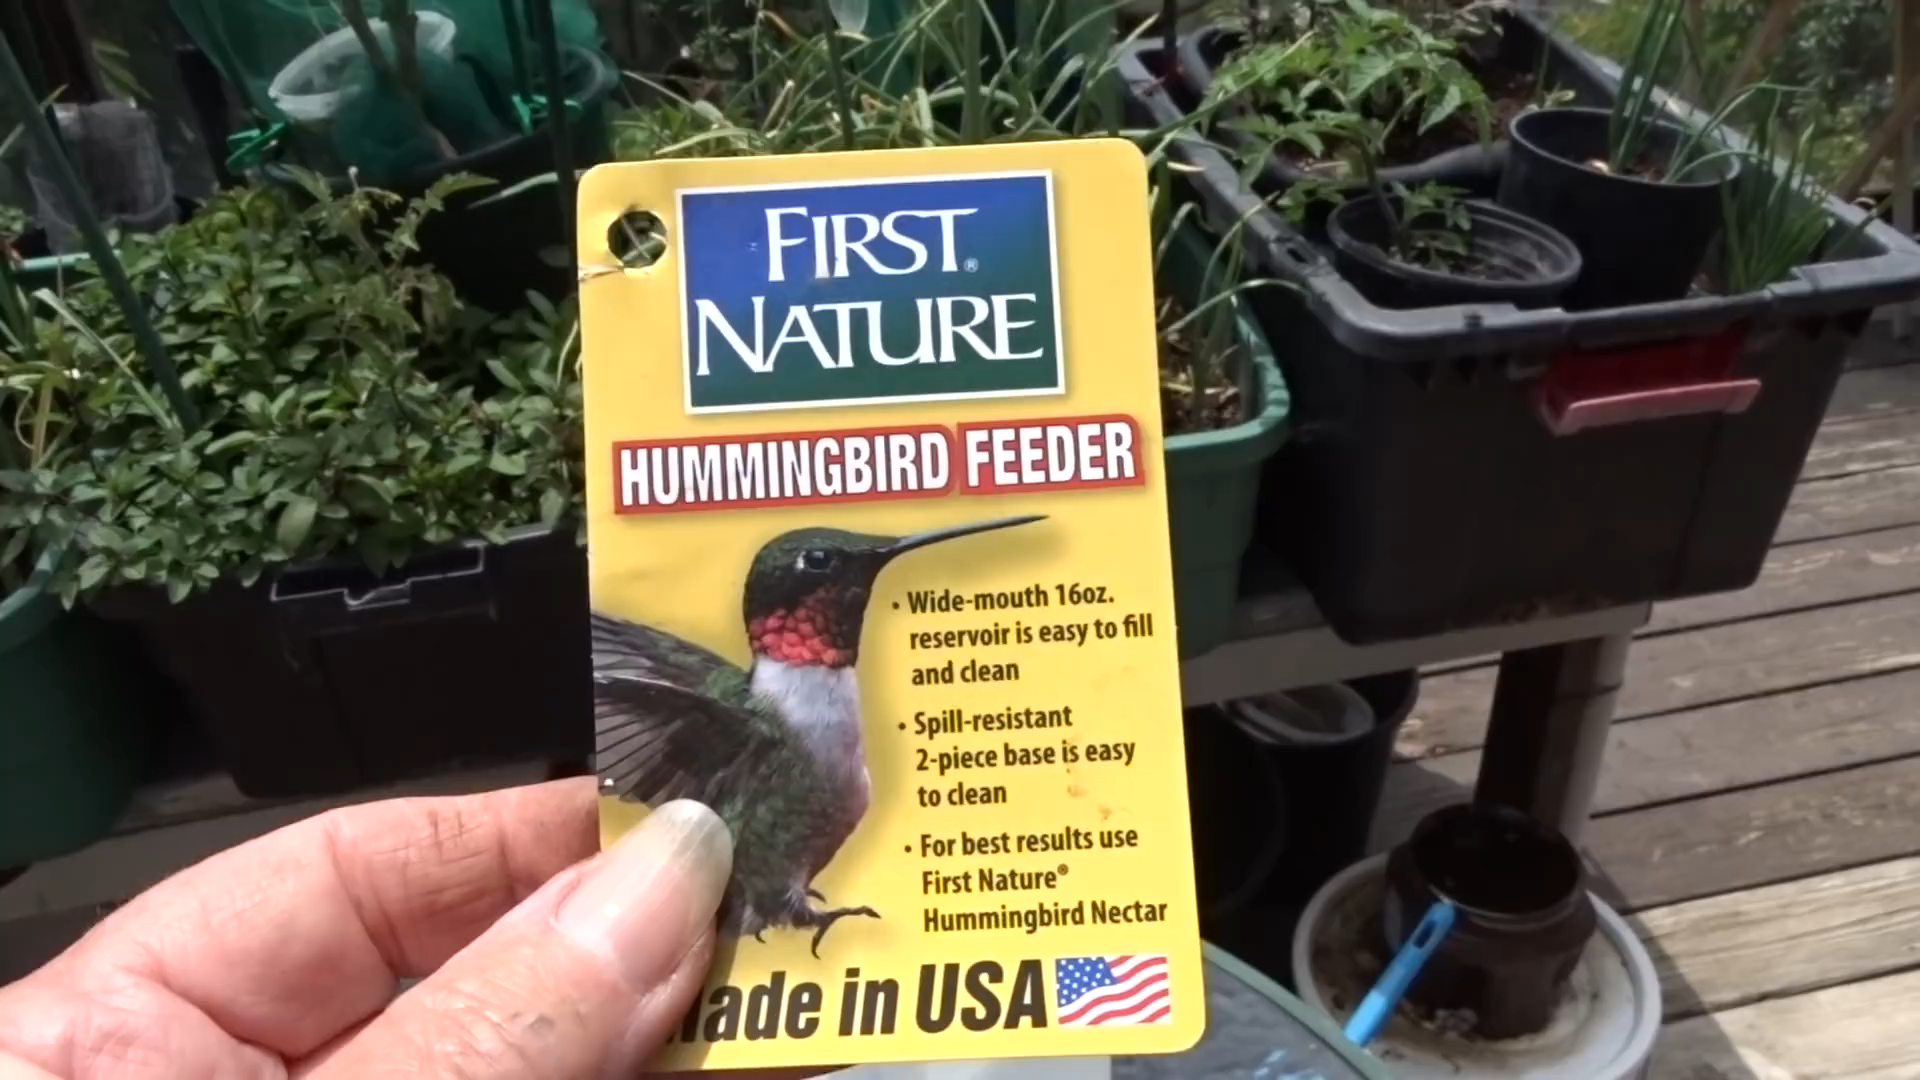 FIRST®
NATURE
HUMMINGBIRD FEEDER
• Wide-mouth 16oz.
reservoir is easy to fill
and clean
• Spill-resistant
2-piece base is easy
to clean
• For best results use
First Nature®
Hummingbird Nectar
ade in USA